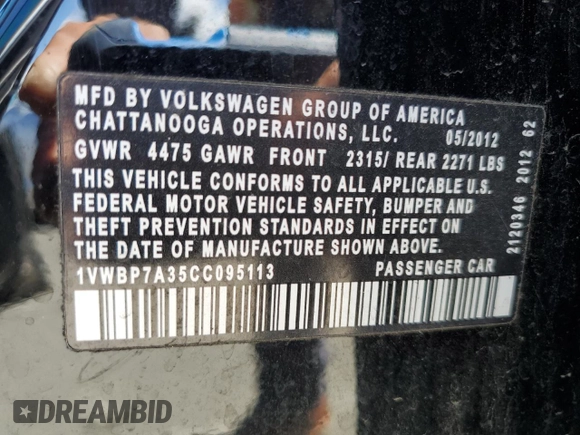 MFD BY VOLKSWAGEN GROUP OF AMERICA
CHATTANOOGA OPERATIONS, LLC. 05/2012
GVWR 4475 GAWR FRONT 2315/ REAR 2271 LBS
THIS VEHICLE CONFORMS TO ALL APPLICABLE U.S.
FEDERAL MOTOR VEHICLE SAFETY, BUMPER AND
THEFT PREVENTION STANDARDS IN EFFECT ON
THE DATE OF MANUFACTURE SHOWN ABOVE.
1VWBP7A35CC095113 PASSENGER CAR
2120346 2012 62
DREAMBID